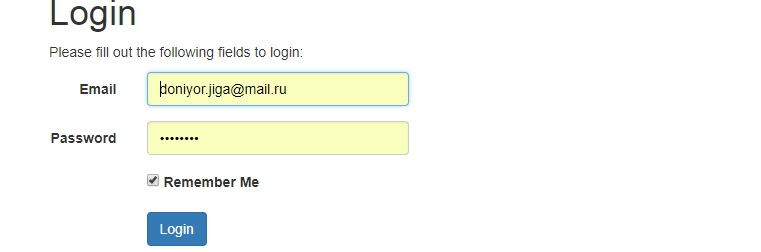 Login
Please fill out the following fields to login:
Email doniyor.jiga@mail.ru
Password ••••••••
Remember Me
Login